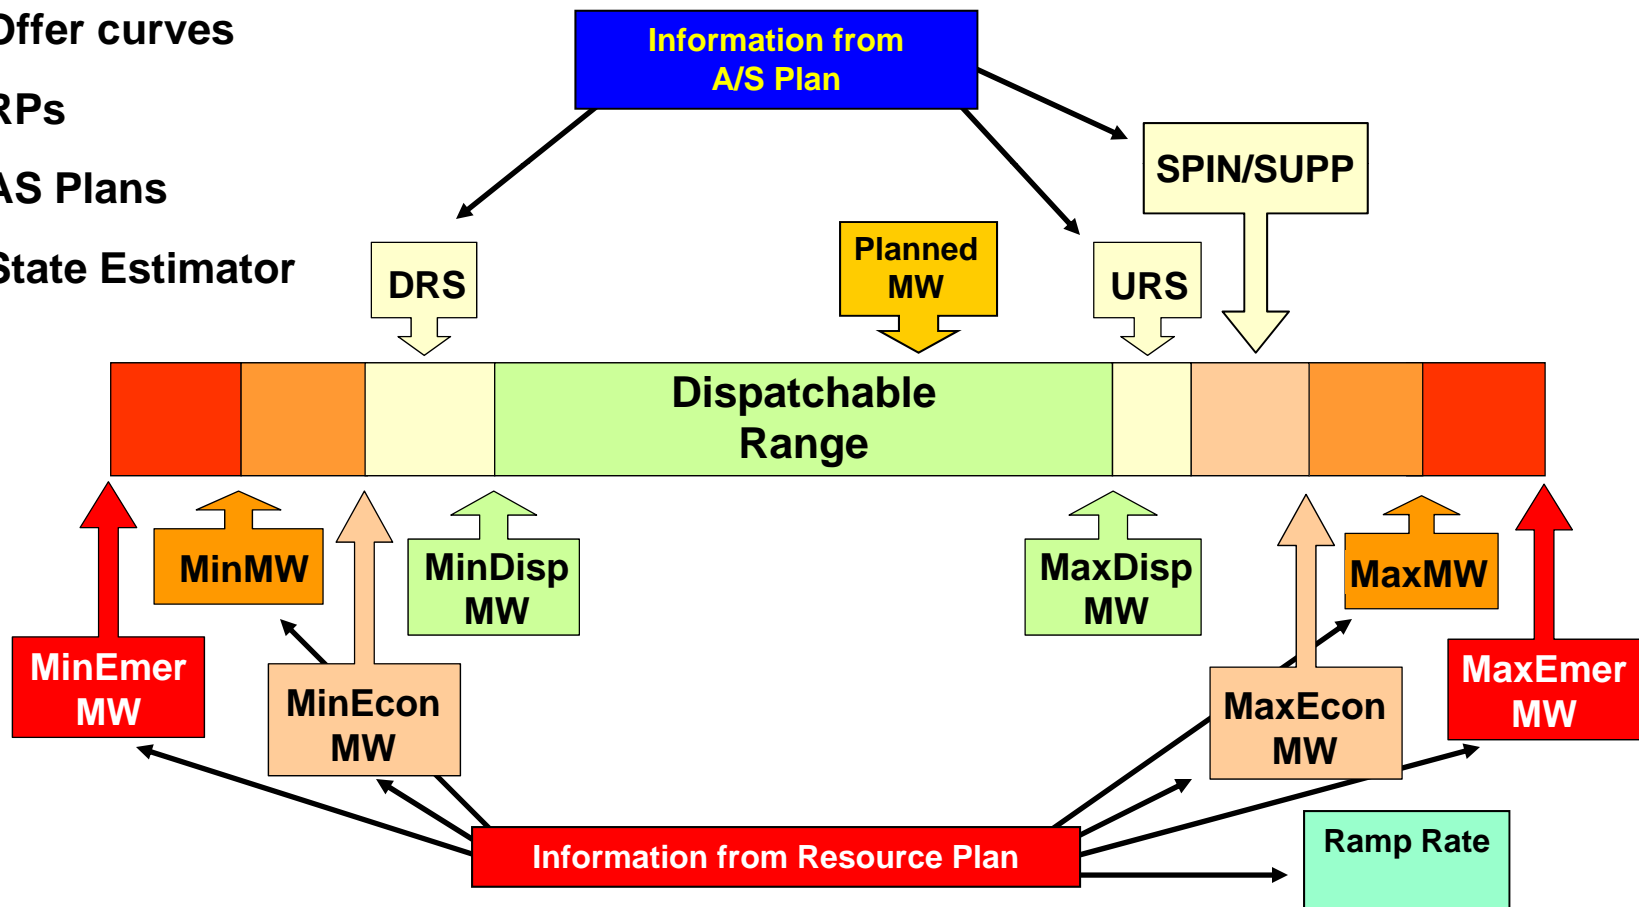 Offer curves
RPs
AS Plans
State Estimator
Information from
A/S Plan
SPIN/SUPP
DRS
Planned
MW
URS
Dispatchable
Range
MinMW
MinDisp
MW
MaxDisp
MW
MaxMW
MinEmer
MW
MinEcon
MW
MaxEcon
MW
MaxEmer
MW
Information from Resource Plan
Ramp Rate